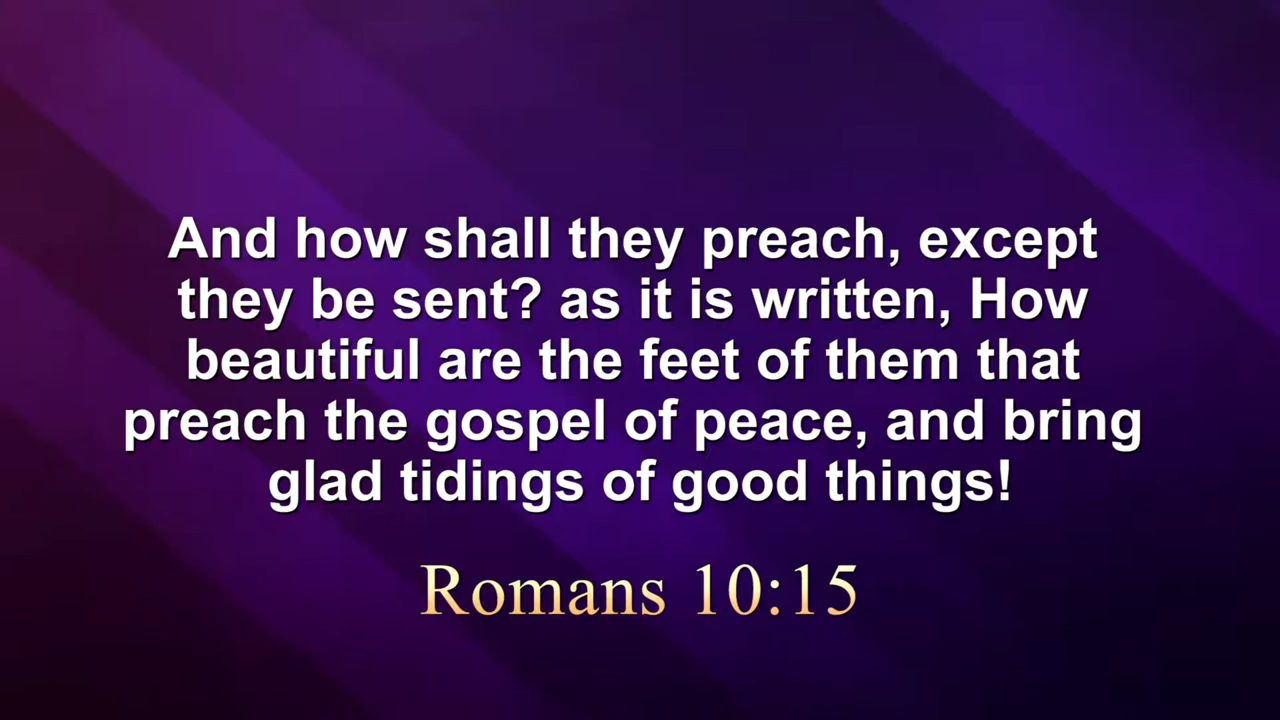 And how shall they preach, except
they be sent? as it is written, How
beautiful are the feet of them that
preach the gospel of peace, and bring
glad tidings of good things!
Romans 10:15